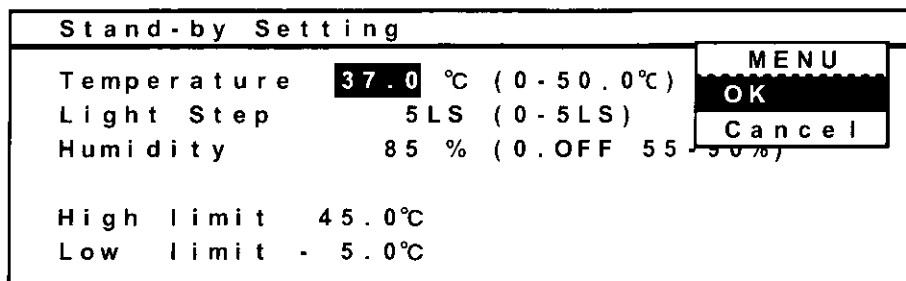 Stand-by Setting
MENU
Temperature 37.0 ℃ (0-50.0℃)
OK
Light Step 5LS (0-5LS)
Cancel
Humidity 85 % (0.OFF 55-90%)
High limit 45.0℃
Low limit - 5.0℃